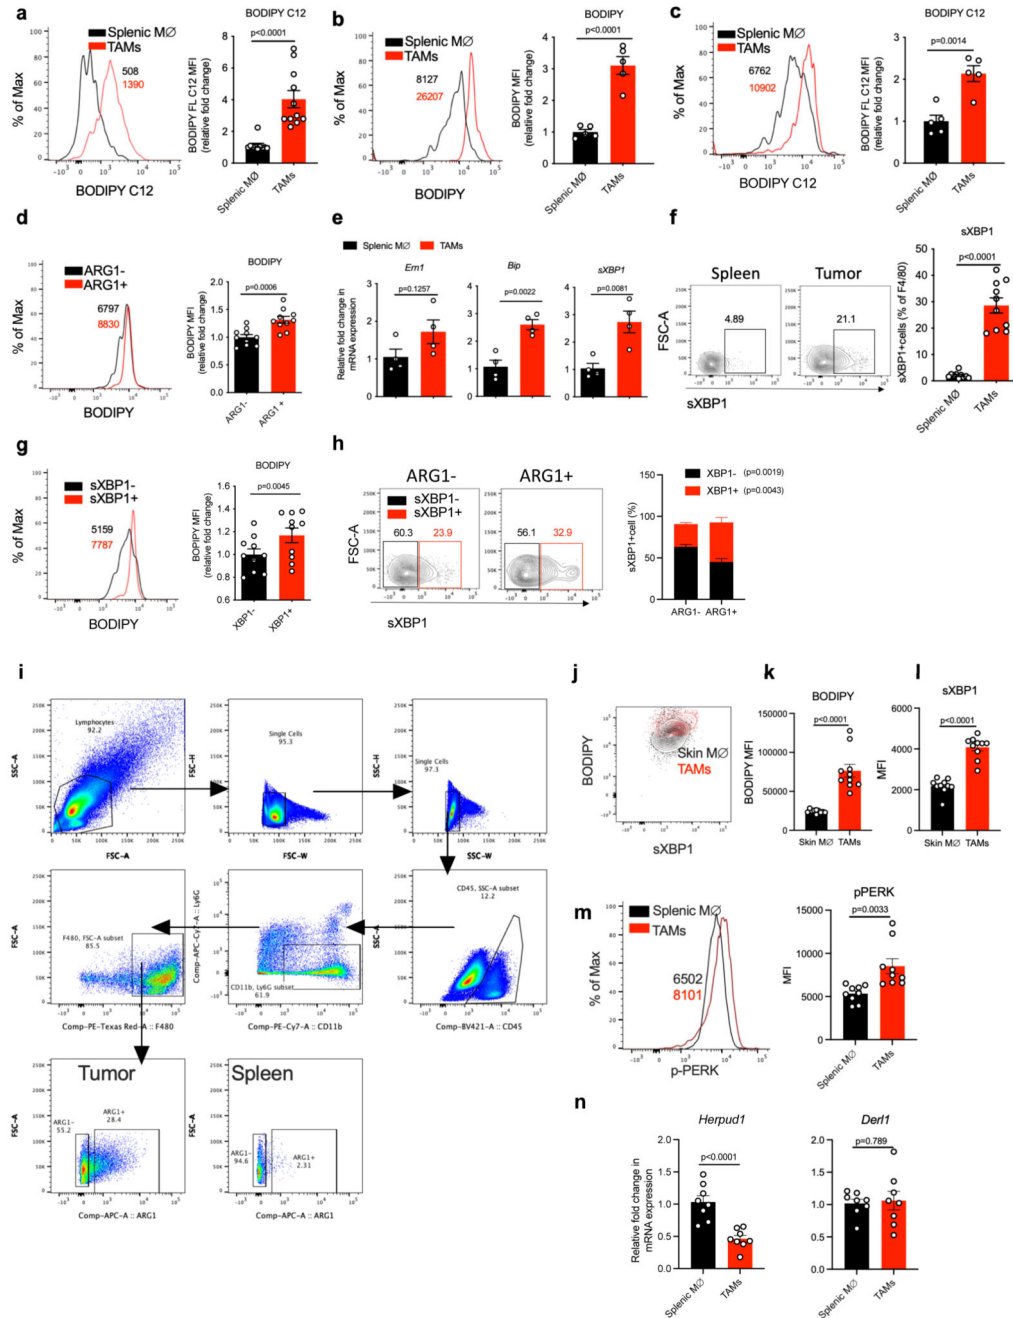 a
Splenic MØ
TAMs
508
1390
% of Max
BODIPY C12
BODIPY C12
p<0.0001
BODIPY FL C12 MFI
(relative fold change)
Splenic MØ
TAMs
b
Splenic MØ
TAMs
8127
26207
% of Max
BODIPY
BODIPY
p<0.0001
BODIPY MFI
(relative fold change)
Splenic MØ
TAMs
c
Splenic MØ
TAMs
6762
10902
% of Max
BODIPY C12
BODIPY C12
p=0.0014
BODIPY FL C12 MFI
(relative fold change)
Splenic MØ
TAMs
d
ARG1-
ARG1+
6797
8830
% of Max
BODIPY
BODIPY
p=0.0006
BODIPY MFI
(relative fold change)
ARG1-
ARG1+
e
Splenic MØ
TAMs
Relative fold change in
mRNA expression
Ern1
p=0.1257
Bip
p=0.0022
sXBP1
p=0.0081
f
Spleen
Tumor
4.89
21.1
FSC-A
sXBP1
sXBP1
p<0.0001
sXBP1+cells (% of F4/80)
Splenic MØ
TAMs
g
sXBP1-
sXBP1+
5159
7787
% of Max
BODIPY
BODIPY
p=0.0045
BOPIPY MFI
(relative fold change)
XBP1-
XBP1+
h
ARG1-
ARG1+
sXBP1-
sXBP1+
60.3
23.9
56.1
32.9
FSC-A
sXBP1
XBP1- (p=0.0019)
XBP1+ (p=0.0043)
sXBP1+cell (%)
ARG1-
ARG1+
i
Lymphocytes
92.2
SSC-A
FSC-A
Single Cells
95.3
FSC-H
FSC-W
Single Cells
97.3
SSC-H
SSC-W
F480, FSC-A subset
85.5
FSC-A
Comp-PE-Texas Red-A :: F480
Comp-APC-Cy7-A :: Ly6G
CD11b, Ly6G subset
61.9
Comp-PE-Cy7-A :: CD11b
CD45, SSC-A subset
12.2
SSC-A
Comp-BV421-A :: CD45
Tumor
ARG1-
55.2
ARG1+
28.4
FSC-A
Comp-APC-A :: ARG1
Spleen
ARG1-
94.6
ARG1+
2.31
FSC-A
Comp-APC-A :: ARG1
j
BODIPY
Skin MØ
TAMs
sXBP1
k
BODIPY
p<0.0001
BODIPY MFI
Skin MØ
TAMs
l
sXBP1
p<0.0001
MFI
Skin MØ
TAMs
m
Splenic MØ
TAMs
6502
8101
% of Max
p-PERK
pPERK
p=0.0033
MFI
Splenic MØ
TAMs
n
Herpud1
p<0.0001
Relative fold change in
mRNA expression
Splenic MØ
TAMs
Derl1
p=0.789
Splenic MØ
TAMs